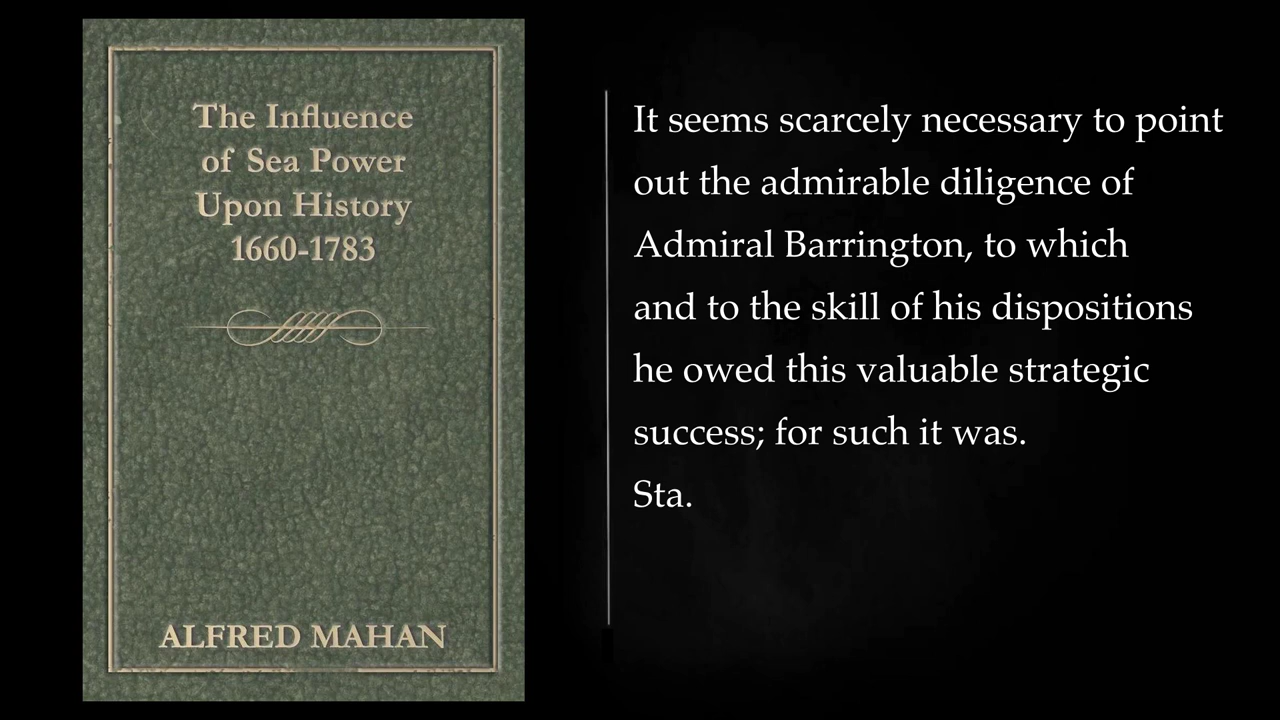 The Influence
of Sea Power
Upon History
1660-1783
ALFRED MAHAN
It seems scarcely necessary to point
out the admirable diligence of
Admiral Barrington, to which
and to the skill of his dispositions
he owed this valuable strategic
success; for such it was.
Sta.